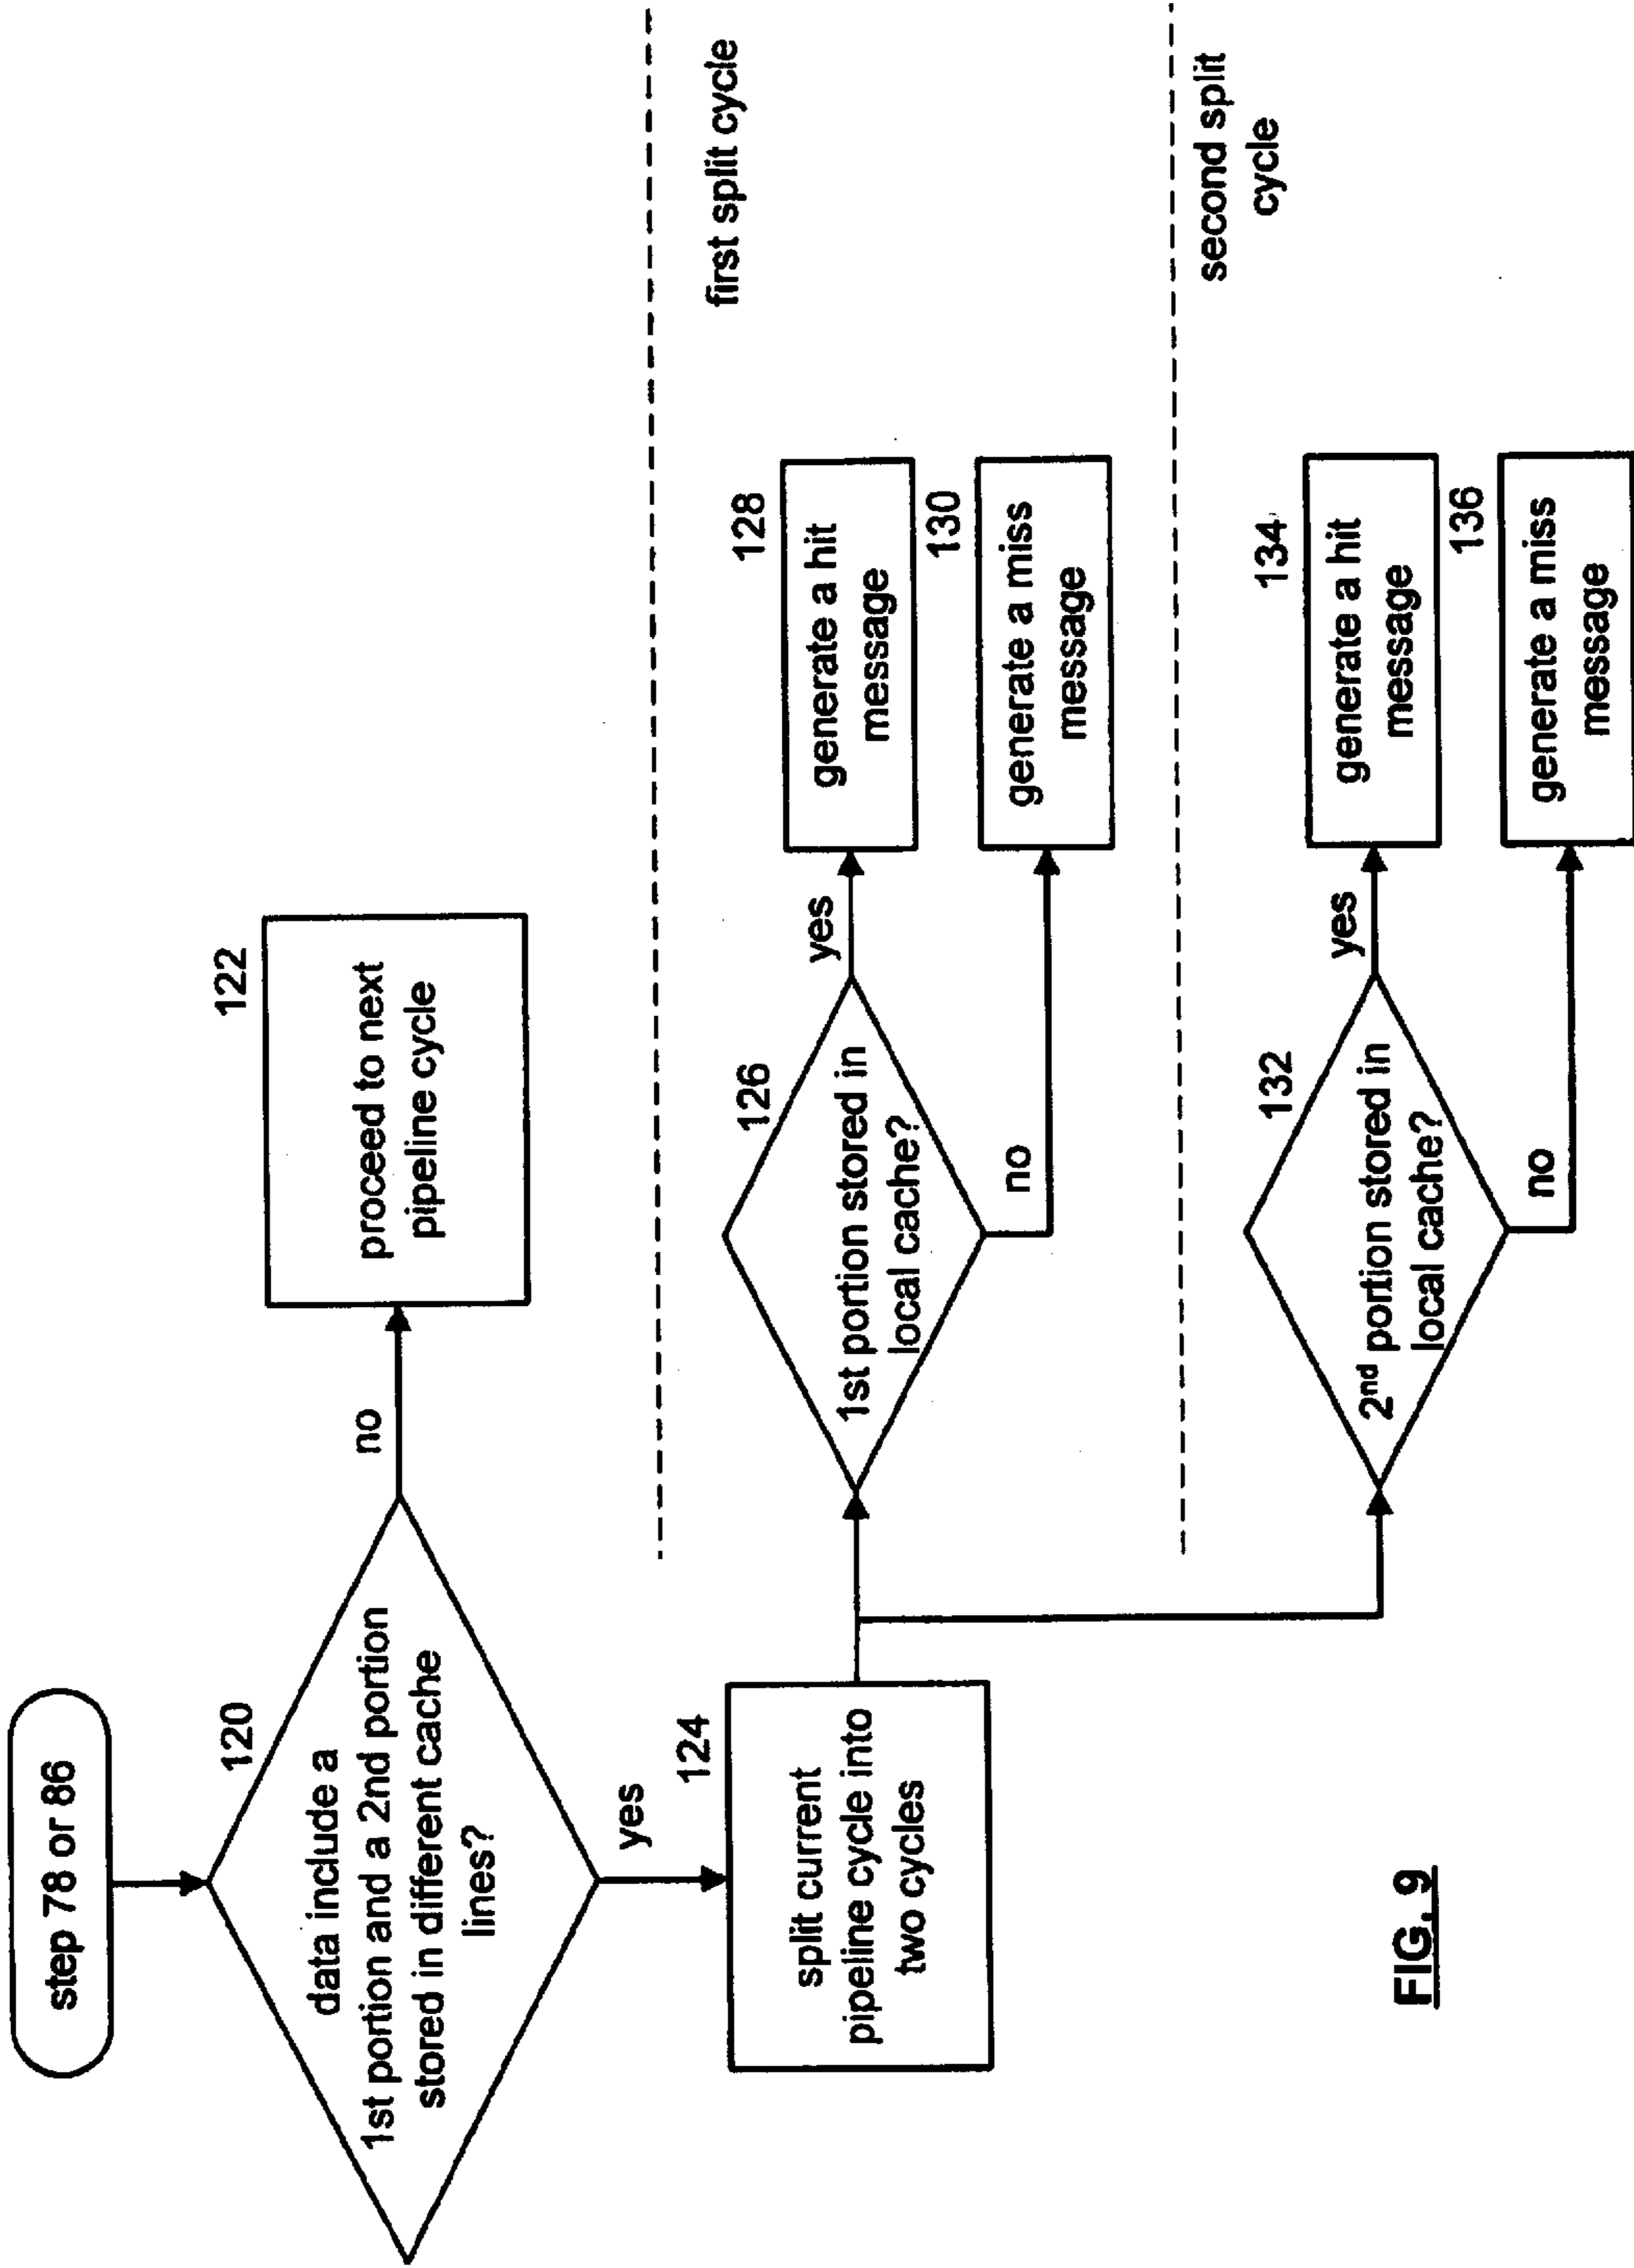 step 78 or 86
120
data include a
1st portion and a 2nd portion
stored in different cache
lines?
no
122
proceed to next
pipeline cycle
yes
124
split current
pipeline cycle into
two cycles
first split cycle
126
1st portion stored in
local cache?
yes
128
generate a hit
message
no
130
generate a miss
message
second split
cycle
132
2nd portion stored in
local cache?
yes
134
generate a hit
message
no
136
generate a miss
message
FIG. 9